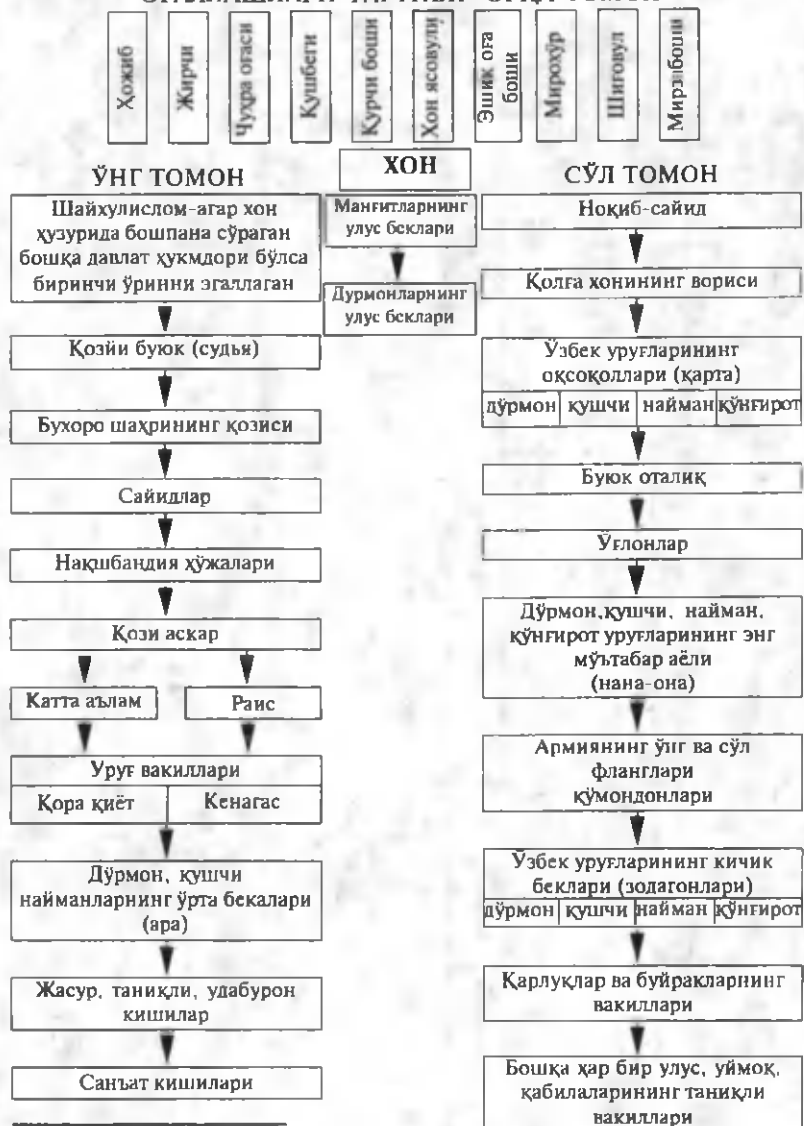 Ҳожиб
Жирчи
Чуҳра оғаси
Қушбеги
Қурчи боши
Хон ясовули
Эшик оға
боши
Мирохўр
Шиғовул
Мирзабоши
ХОН
Манғитларнинг
улус беклари
Дурмонларнинг
улус беклари
ЎНГ ТОМОН
Шайхулислом-агар хон
ҳузурида бошпана сўраган
бошқа давлат ҳукмдори бўлса
биринчи ўринни эгаллаган
Қозйи буюк (судья)
Бухоро шаҳрининг қозиси
Сайидлар
Нақшбандия хўжалари
Қози аскар
Катта аълам
Раис
Уруғ вакиллари
Қора қиёт
Кенагас
Дўрмон, қушчи
найманларнинг ўрта бекалари
(ара)
Жасур, таниқли, удабурон
кишилар
Санъат кишилари
СЎЛ ТОМОН
Ноқиб-сайид
Қолға хонининг вориси
Ўзбек уруғларининг
оқсоқоллари (қарта)
дўрмон қушчи найман қўнғирот
Буюк оталиқ
Ўғлонлар
Дўрмон,қушчи, найман,
қўнғирот уруғларининг энг
мўътабар аёли
(нана-она)
Армиянинг ўнг ва сўл
фланглари
қўмондонлари
Ўзбек уруғларининг кичик
беклари (зодагонлари)
дўрмон қушчи найман қўнғирот
Қарлуқлар ва буйракларнинг
вакиллари
Бошқа ҳар бир улус, уймоқ,
қабилаларининг таниқли
вакиллари